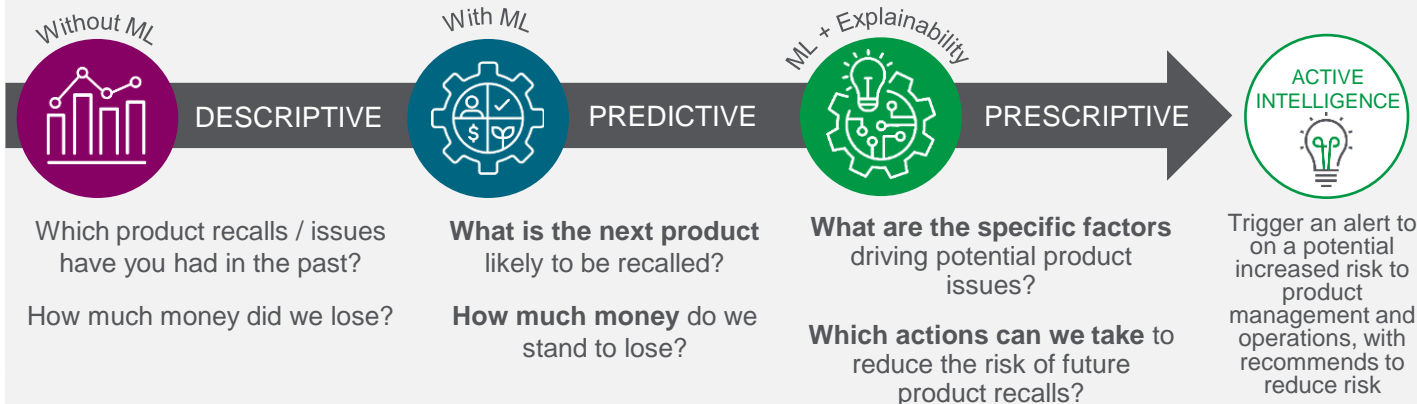 Without ML
DESCRIPTIVE
Which product recalls / issues
have you had in the past?
How much money did we lose?
With ML
PREDICTIVE
What is the next product
likely to be recalled?
How much money do we
stand to lose?
ML + Explainability
PRESCRIPTIVE
What are the specific factors
driving potential product
issues?
Which actions can we take to
reduce the risk of future
product recalls?
ACTIVE
INTELLIGENCE
Trigger an alert to
on a potential
increased risk to
product
management and
operations, with
recommends to
reduce risk